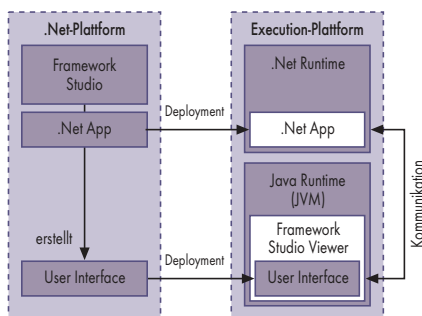 .Net-Plattform
Framework
Studio
.Net App
erstellt
User Interface
Deployment
Deployment
Execution-Plattform
.Net Runtime
.Net App
Java Runtime
(JVM)
Framework
Studio Viewer
User Interface
Kommunikation